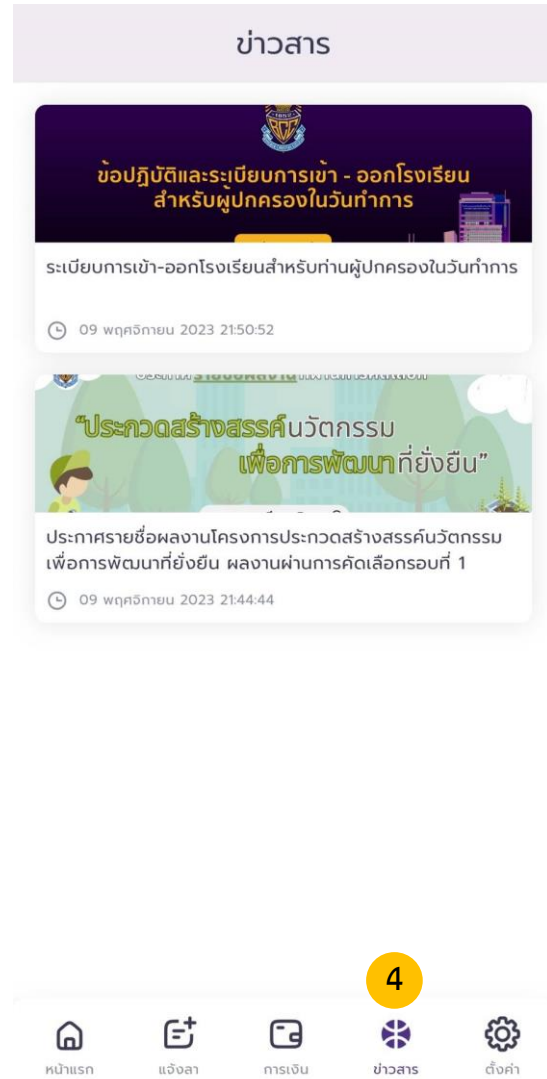 ข่าวสาร
BCC
ข้อปฏิบัติและระเบียบการเข้า - ออกโรงเรียน
สำหรับผู้ปกครองในวันทำการ
ระเบียบการเข้า-ออกโรงเรียนสำหรับท่านผู้ปกครองในวันทำการ
09 พฤศจิกายน 2023 21:50:52
"ประกวดสร้างสรรค์นวัตกรรม
เพื่อการพัฒนาที่ยั่งยืน"
ประกาศรายชื่อผลงานโครงการประกวดสร้างสรรค์นวัตกรรม
เพื่อการพัฒนาที่ยั่งยืน ผลงานผ่านการคัดเลือกรอบที่ 1
09 พฤศจิกายน 2023 21:44:44
4
หน้าแรก แจ้งลา การเงิน ข่าวสาร ตั้งค่า